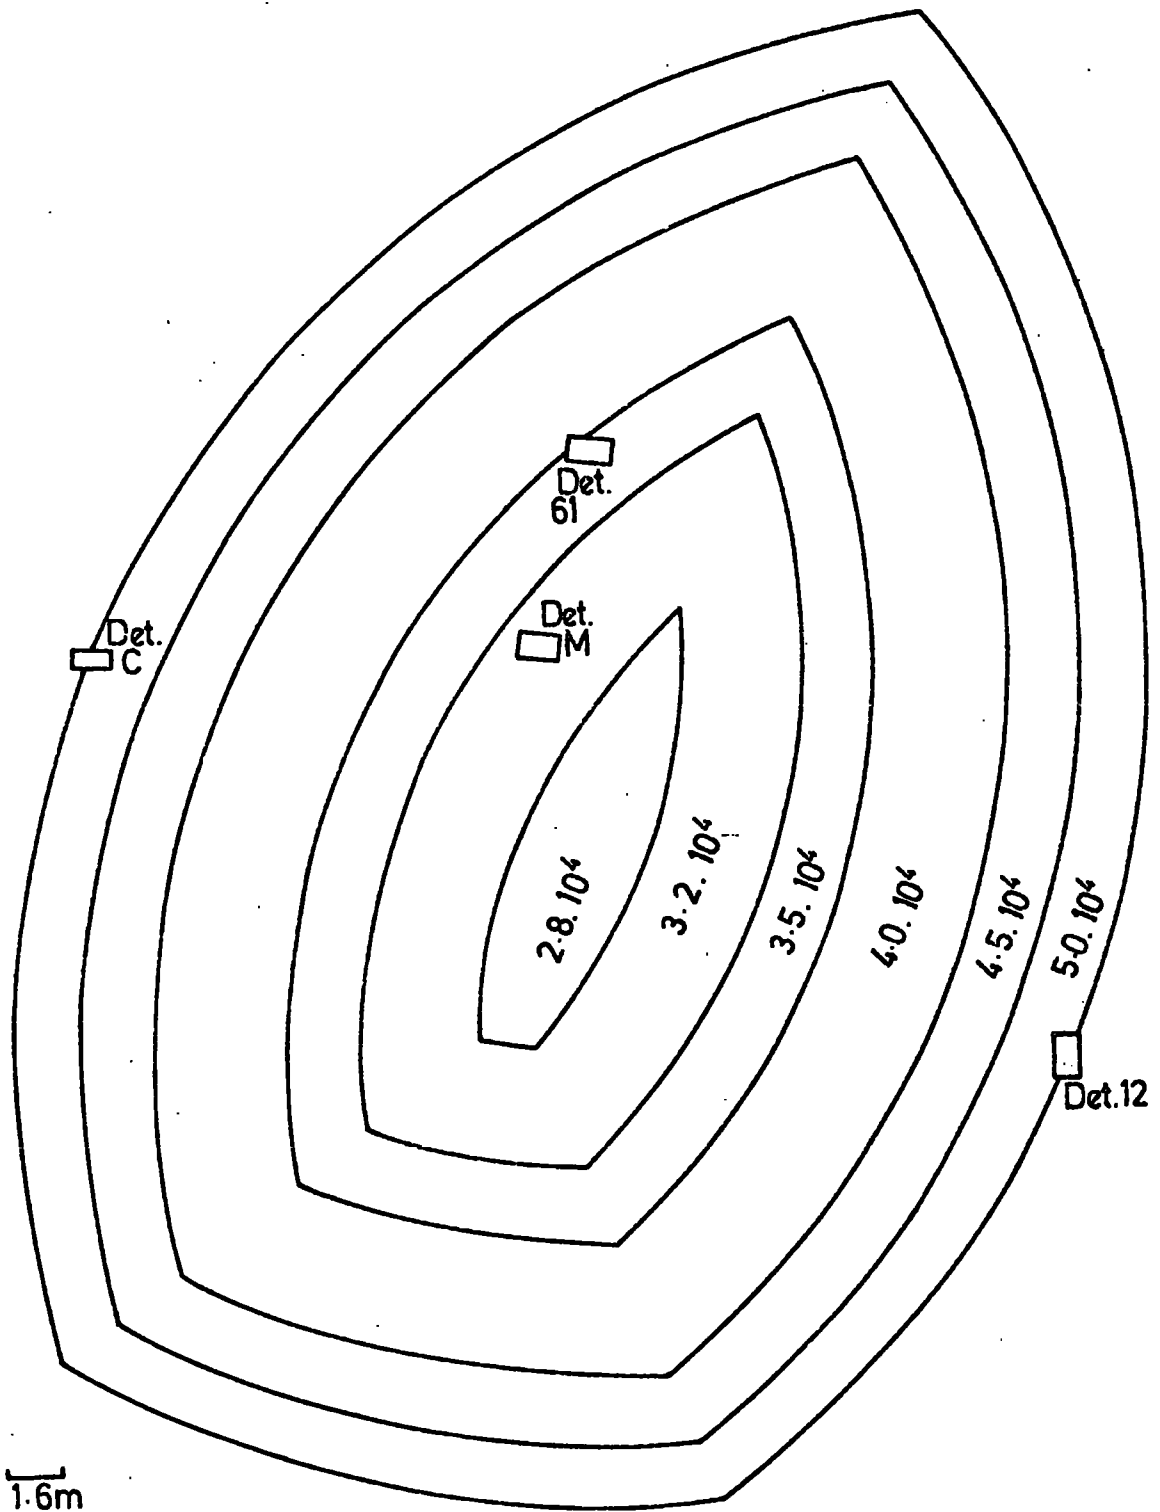 Det.
61
Det.
M
Det.
C
2·8. 10⁴
3·2. 10⁴
3·5. 10⁴
4·0. 10⁴
4·5. 10⁴
5·0. 10⁴
Det.12
1·6m